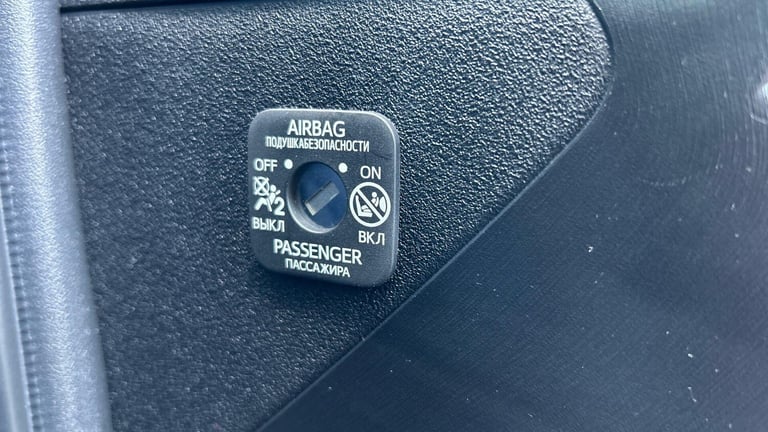 AIRBAG
ПОДУШКАБЕЗОПАСНОСТИ
OFF ON
2
ВЫКЛ ВКЛ
PASSENGER
ПАССАЖИРА